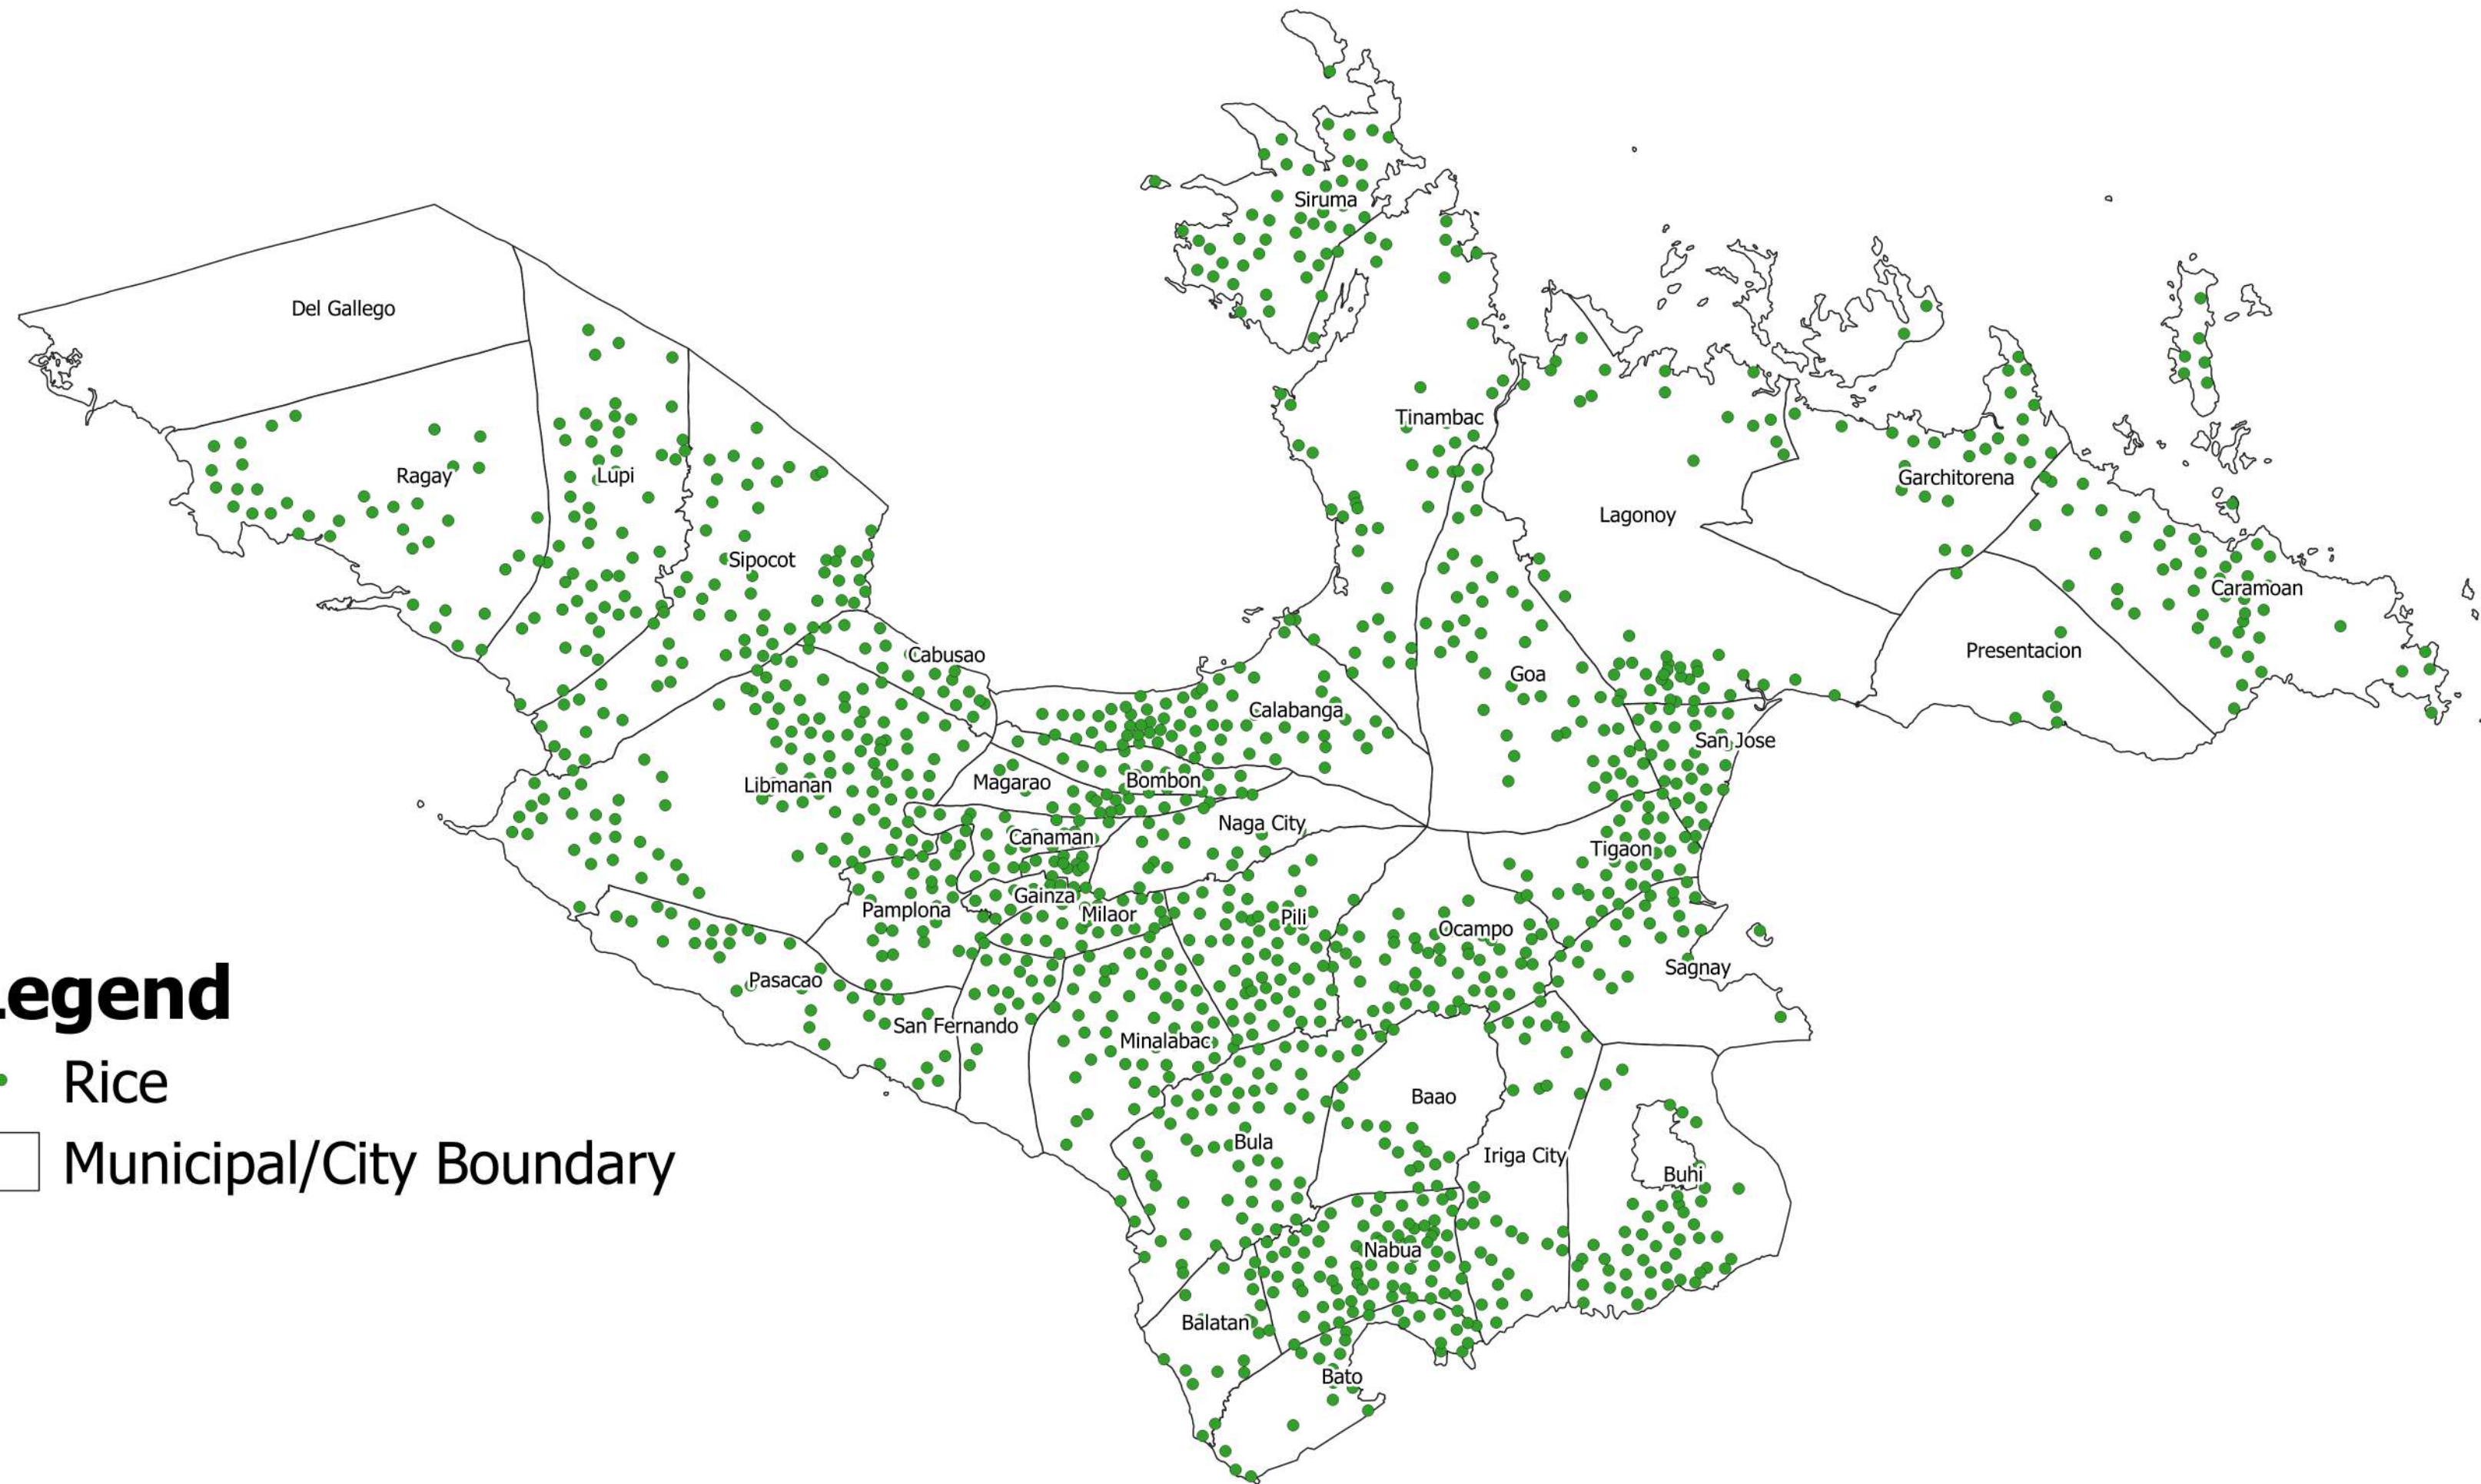 Siruma
Del Gallego
Tinambac
Ragay
Lupi
Garchitorena
Lagonoy
Sipocot
Caramoan
Cabusao
Presentacion
Goa
Calabanga
San Jose
Libmanan
Magarao
Bombon
Naga City
Canaman
Tigaon
Gainza
Pamplona
Milaor
Pili
Ocampo
Sagnay
Pasacao
San Fernando
Minalabac
Baao
Bula
Iriga City
Buhi
Nabua
Balatan
Bato
egend
Rice
Municipal/City Boundary